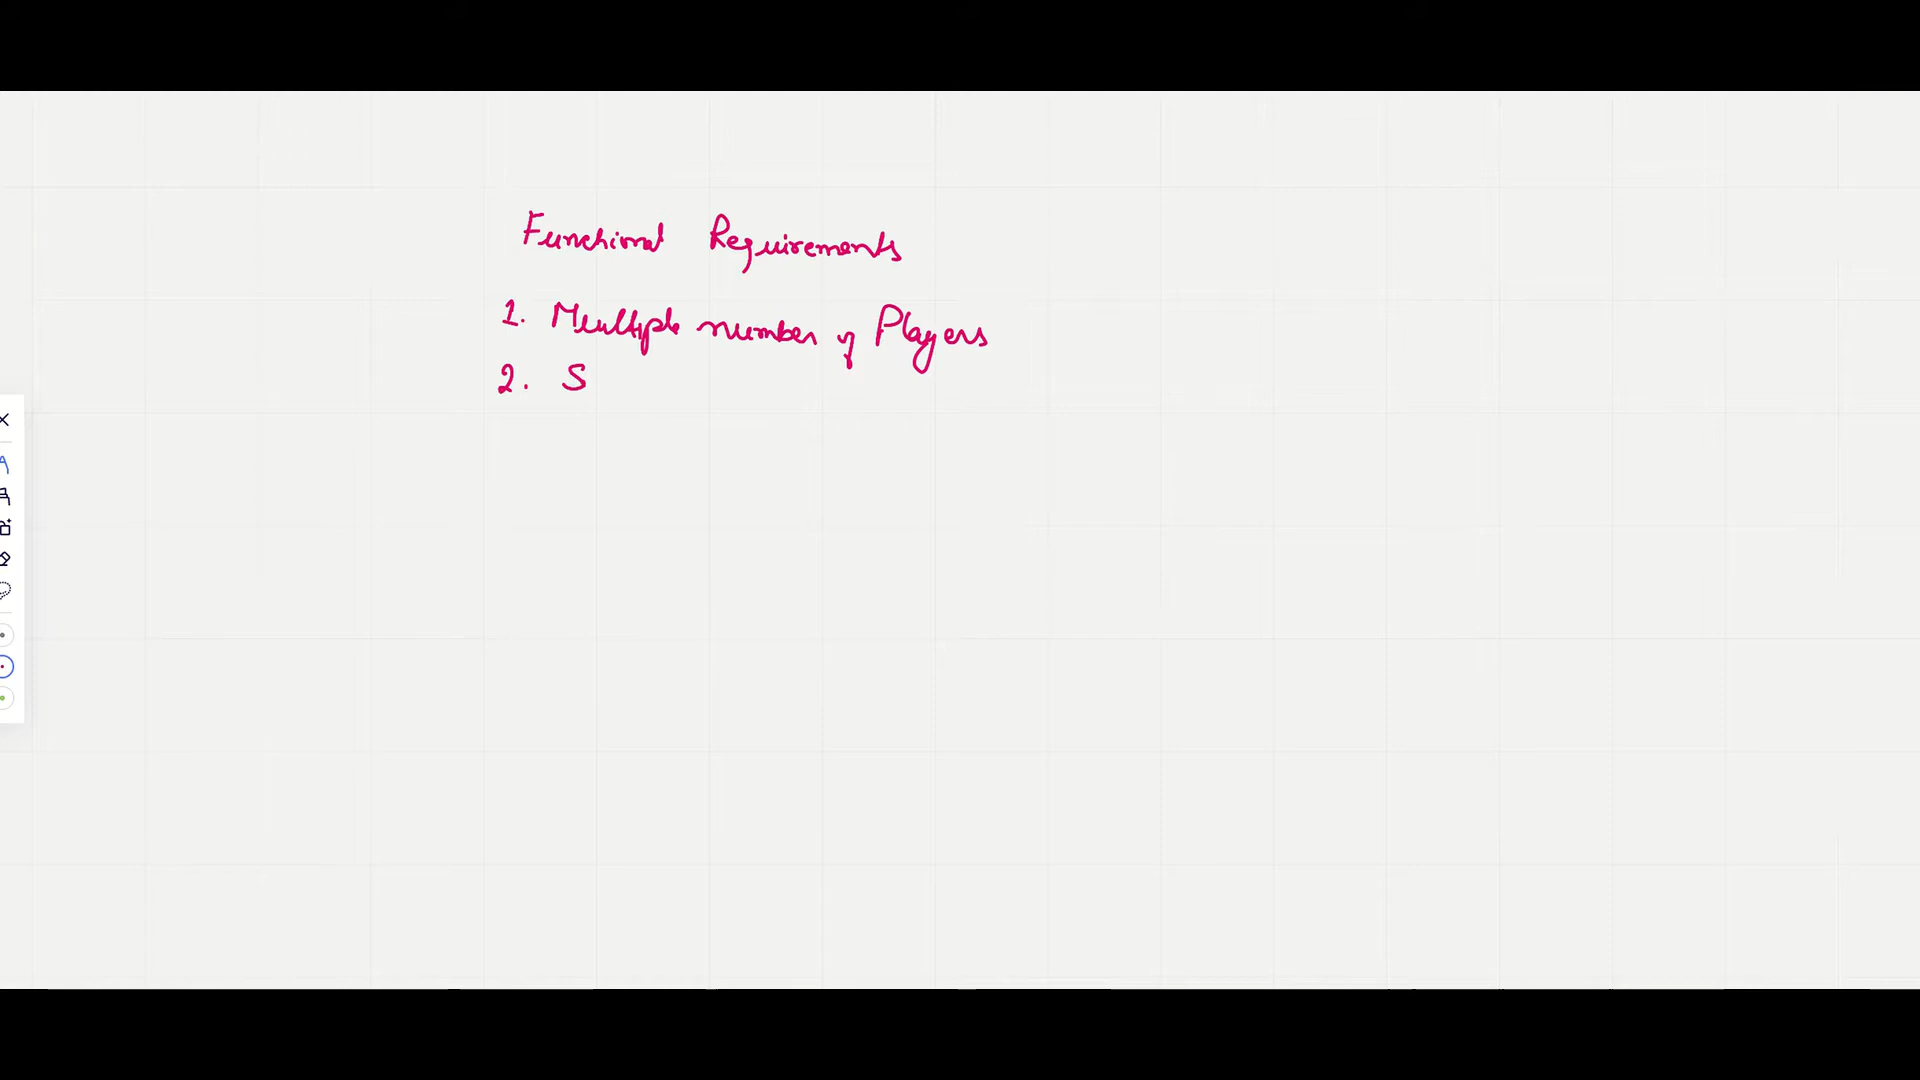 Functional Requirements
1. Multiple number of Players
2. S